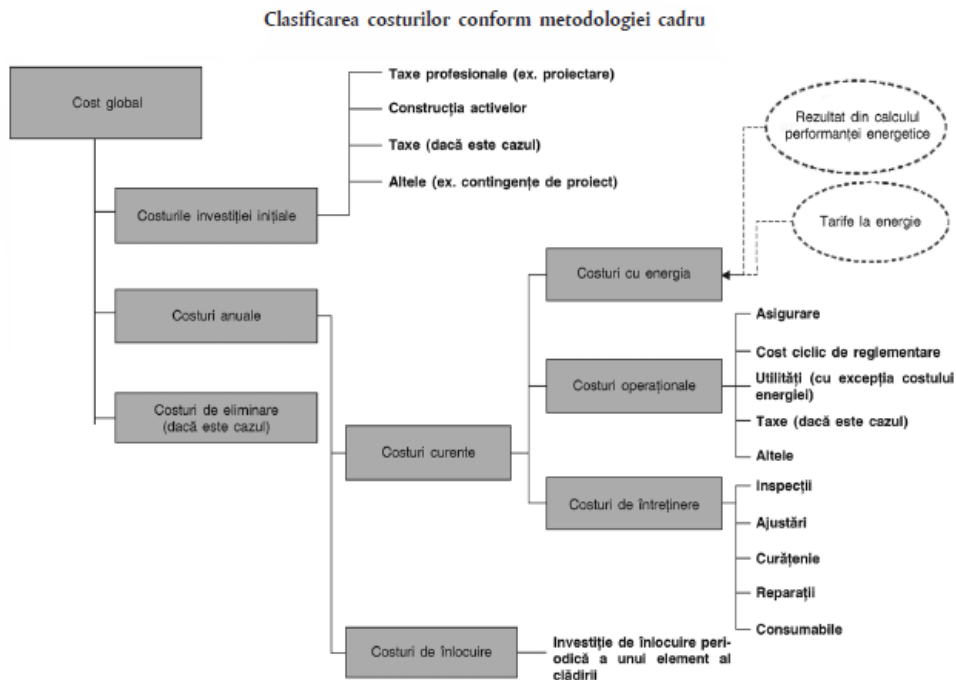 Clasificarea costurilor conform metodologiei cadru
Cost global
Taxe profesionale (ex. proiectare)
Construcția activelor
Taxe (dacă este cazul)
Altele (ex. contingențe de proiect)
Costurile investiției inițiale
Rezultat din calculul
performanței energetice
Tarife la energie
Costuri cu energia
Costuri anuale
Asigurare
Cost ciclic de reglementare
Costuri operaționale
Utilități (cu excepția costului
energiei)
Taxe (dacă este cazul)
Altele
Costuri de eliminare
(dacă este cazul)
Costuri curente
Costuri de întreținere
Inspecții
Ajustări
Curățenie
Reparații
Consumabile
Costuri de înlocuire
Investiție de înlocuire peri-
odică a unui element al
clădirii